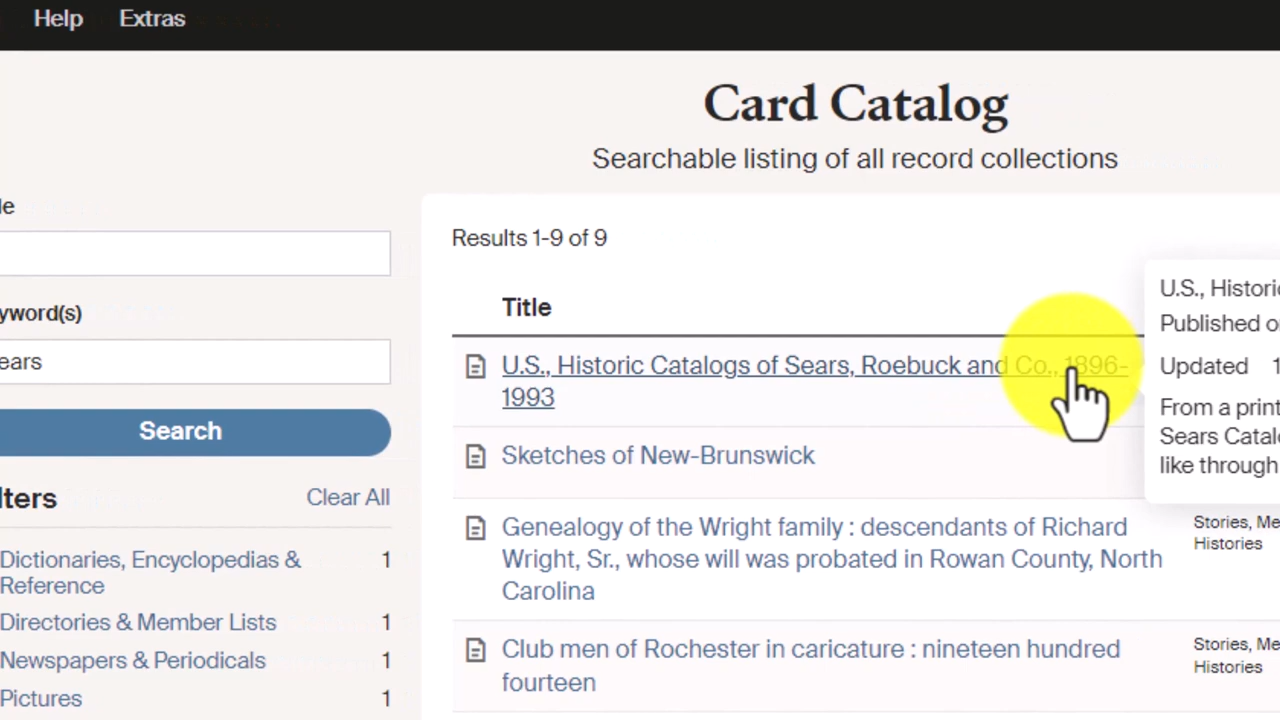 Help Extras
Card Catalog
Searchable listing of all record collections
Results 1-9 of 9
Title
U.S., Historic Catalogs of Sears, Roebuck and Co., 1896-
1993
Sketches of New-Brunswick
Genealogy of the Wright family : descendants of Richard
Wright, Sr., whose will was probated in Rowan County, North
Carolina
Stories, Me
Histories
Club men of Rochester in caricature : nineteen hundred
fourteen
Stories, Me
Histories
U.S., Historic
Published o
Updated 1
From a print
Sears Catal
like through
le
yword(s)
ears
Search
lters
Clear All
Dictionaries, Encyclopedias & 1
Reference
Directories & Member Lists 1
Newspapers & Periodicals 1
Pictures 1